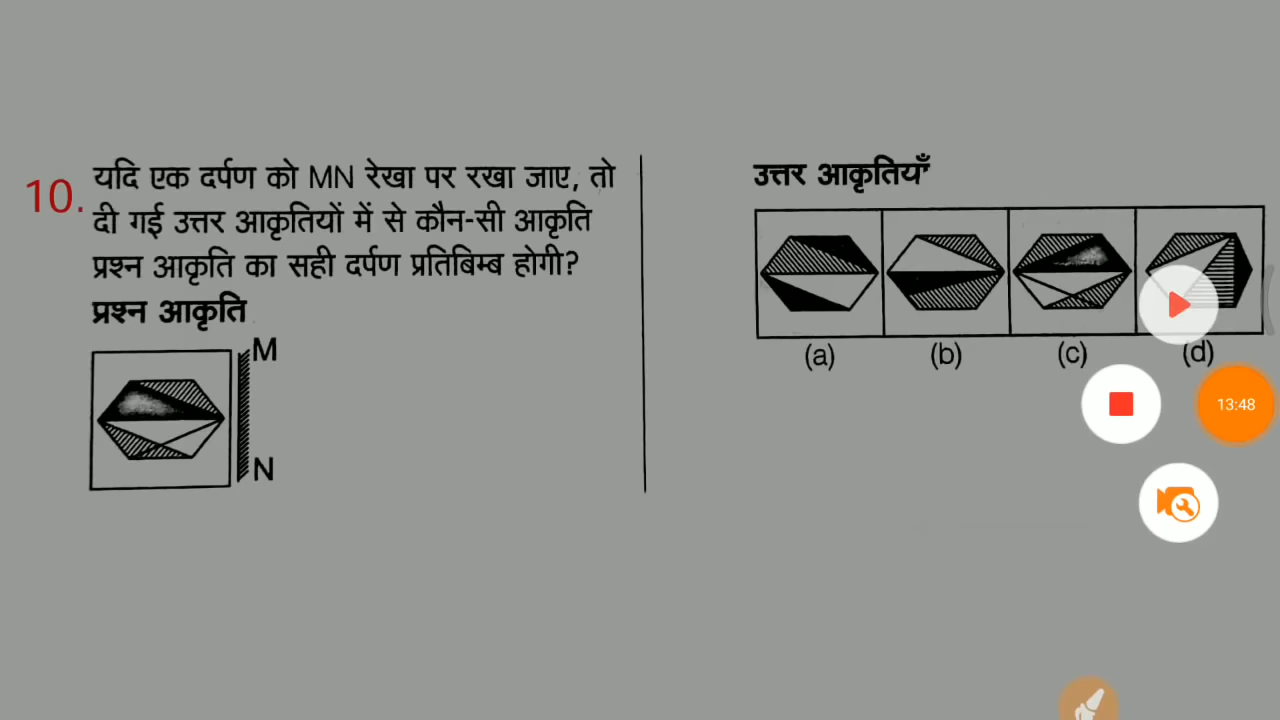 10.
यदि एक दर्पण को MN रेखा पर रखा जाए, तो
दी गई उत्तर आकृतियों में से कौन-सी आकृति
प्रश्न आकृति का सही दर्पण प्रतिबिम्ब होगी?
प्रश्न आकृति
M
N
उत्तर आकृतियाँ
(a) (b) (c) (d)
13:48